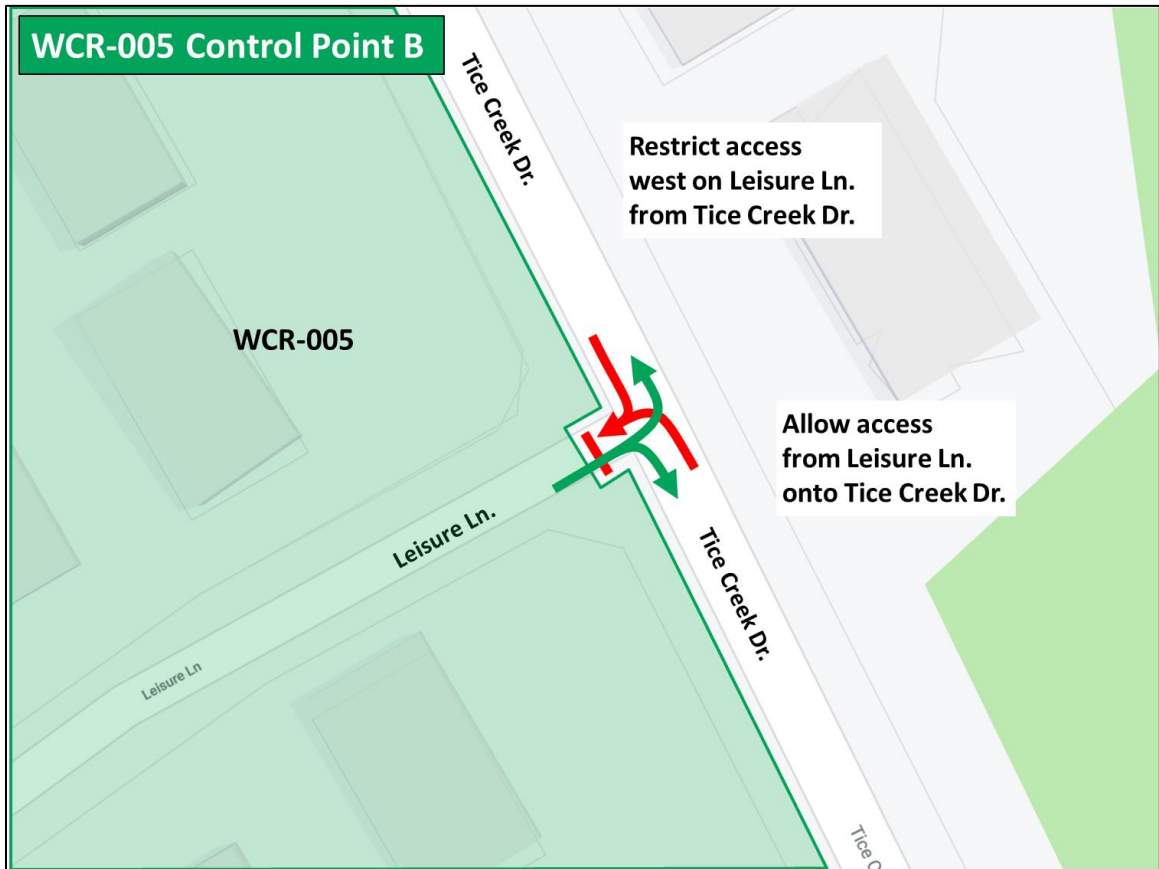 WCR-005 Control Point B
Tice Creek Dr.
Restrict access
west on Leisure Ln.
from Tice Creek Dr.
WCR-005
Allow access
from Leisure Ln.
onto Tice Creek Dr.
Leisure Ln.
Tice Creek Dr.
Leisure Ln
Tice C